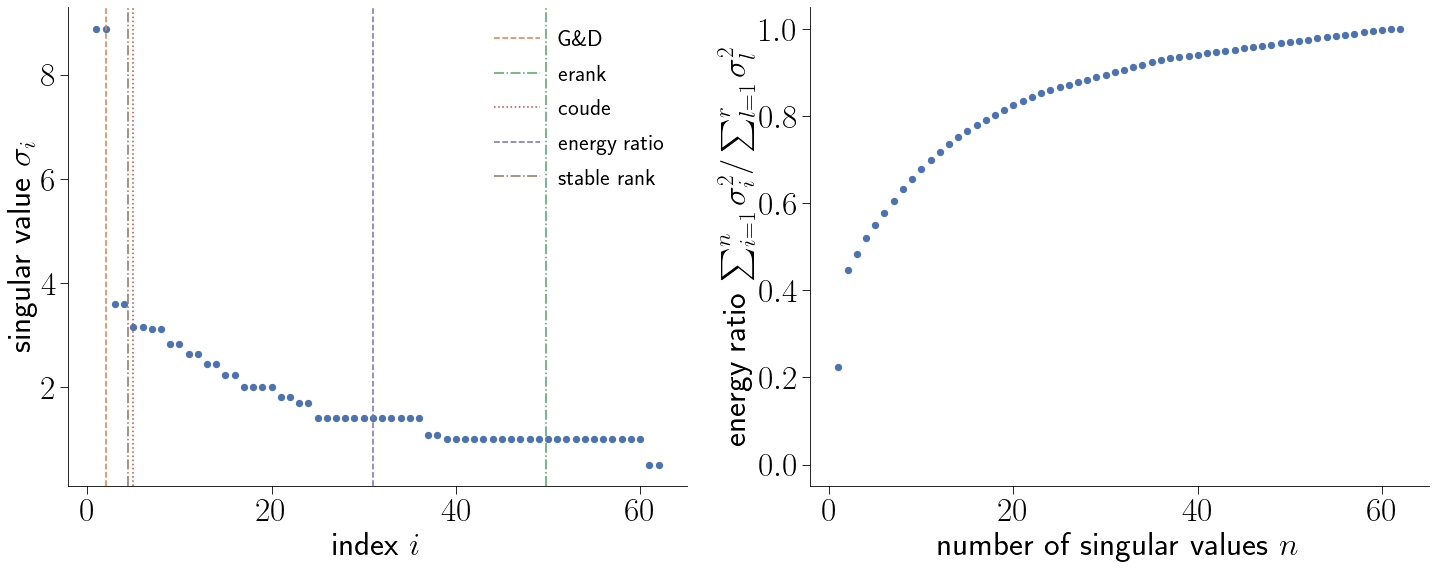 singular value σ_i
8
6
4
2
0
20
40
60
index i
G&D
erank
coude
energy ratio
stable rank
energy ratio ∑_{i=1}^{n} σ_i^2 / ∑_{l=1}^{r} σ_l^2
1.0
0.8
0.6
0.4
0.2
0.0
0
20
40
60
number of singular values n